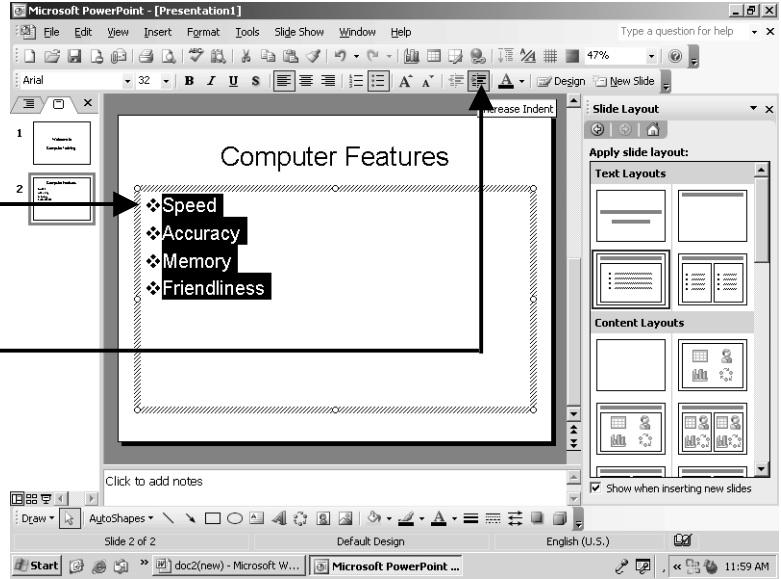 Microsoft PowerPoint - [Presentation1]
File Edit View Insert Format Tools Slide Show Window Help Type a question for help
47%
Arial 32 B I U S A A A Design New Slide
crease Indent
Slide Layout
1
2
Computer Features
Speed
Accuracy
Memory
Friendliness
Apply slide layout:
Text Layouts
Content Layouts
Show when inserting new slides
Click to add notes
Draw AutoShapes A
Slide 2 of 2 Default Design English (U.S.)
Start » doc2(new) - Microsoft W... Microsoft PowerPoint ... « 11:59 AM